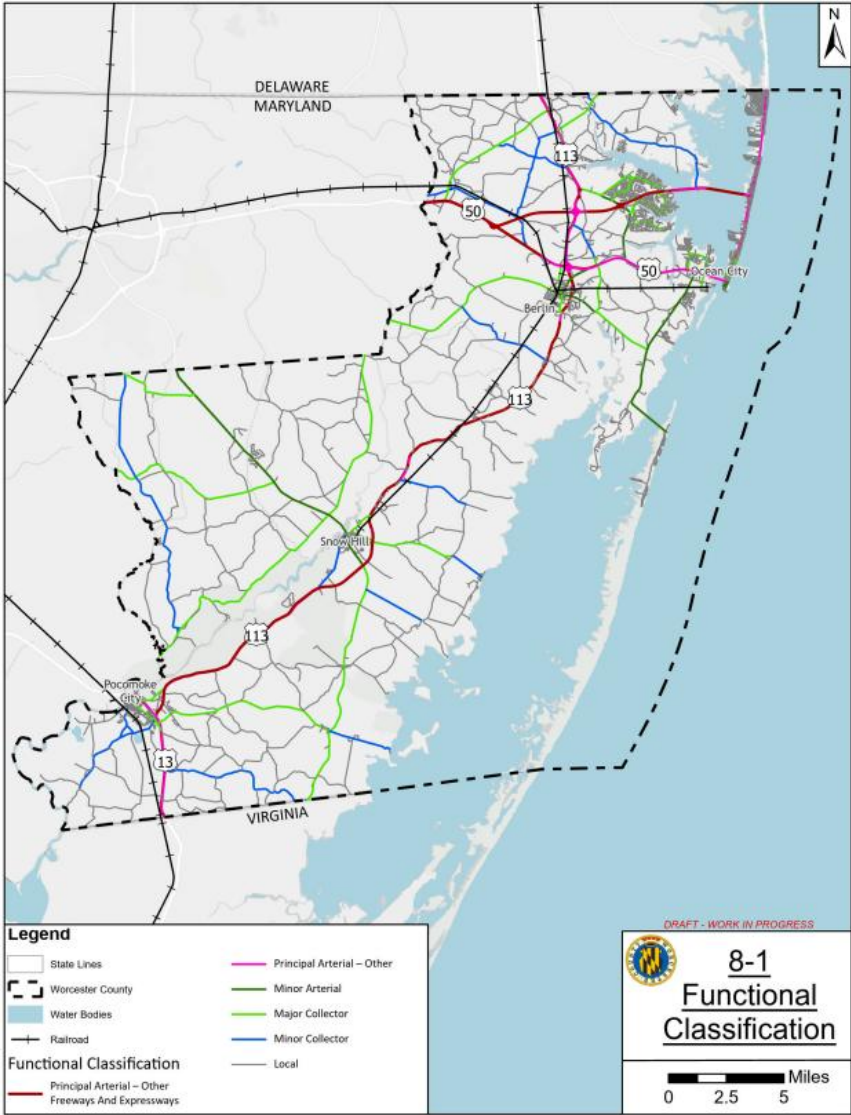 N
DELAWARE
MARYLAND
113
50
50
Ocean City
Berlin
113
Snow Hill
113
Pocomoke
City
13
VIRGINIA
DRAFT - WORK IN PROGRESS
Legend
State Lines
Worcester County
Water Bodies
Railroad
Functional Classification
Principal Arterial – Other
Freeways And Expressways
Principal Arterial – Other
Minor Arterial
Major Collector
Minor Collector
Local
8-1
Functional
Classification
Miles
0 2.5 5